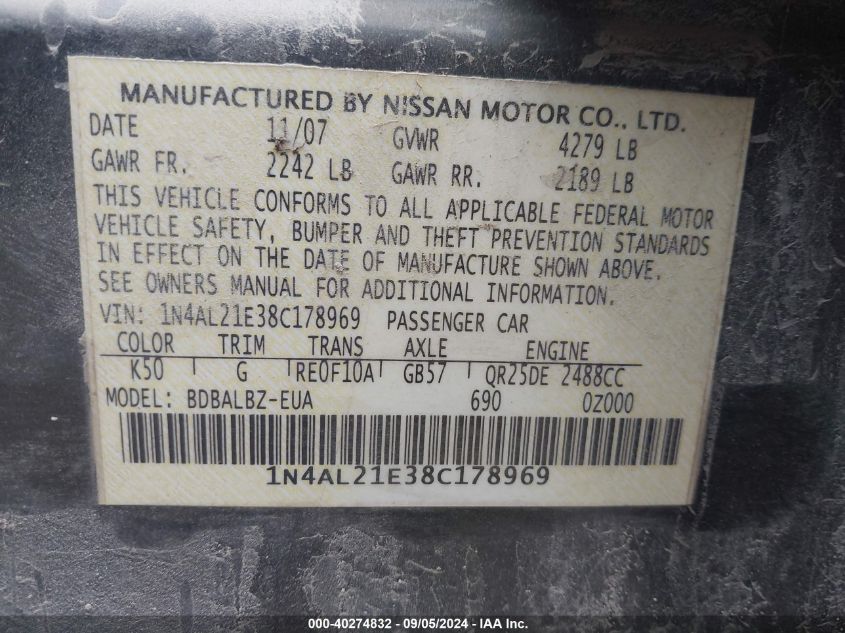 MANUFACTURED BY NISSAN MOTOR CO., LTD.
DATE 11/07 GVWR 4279 LB
GAWR FR. 2242 LB GAWR RR. 2189 LB
THIS VEHICLE CONFORMS TO ALL APPLICABLE FEDERAL MOTOR
VEHICLE SAFETY, BUMPER AND THEFT PREVENTION STANDARDS
IN EFFECT ON THE DATE OF MANUFACTURE SHOWN ABOVE.
SEE OWNERS MANUAL FOR ADDITIONAL INFORMATION.
VIN: 1N4AL21E38C178969 PASSENGER CAR
COLOR TRIM TRANS AXLE ENGINE
K50 G RE0F10A GB57 QR25DE 2488CC
MODEL: BDBALBZ-EUA 690 0Z000
1N4AL21E38C178969
000-40274832 - 09/05/2024 - IAA Inc.